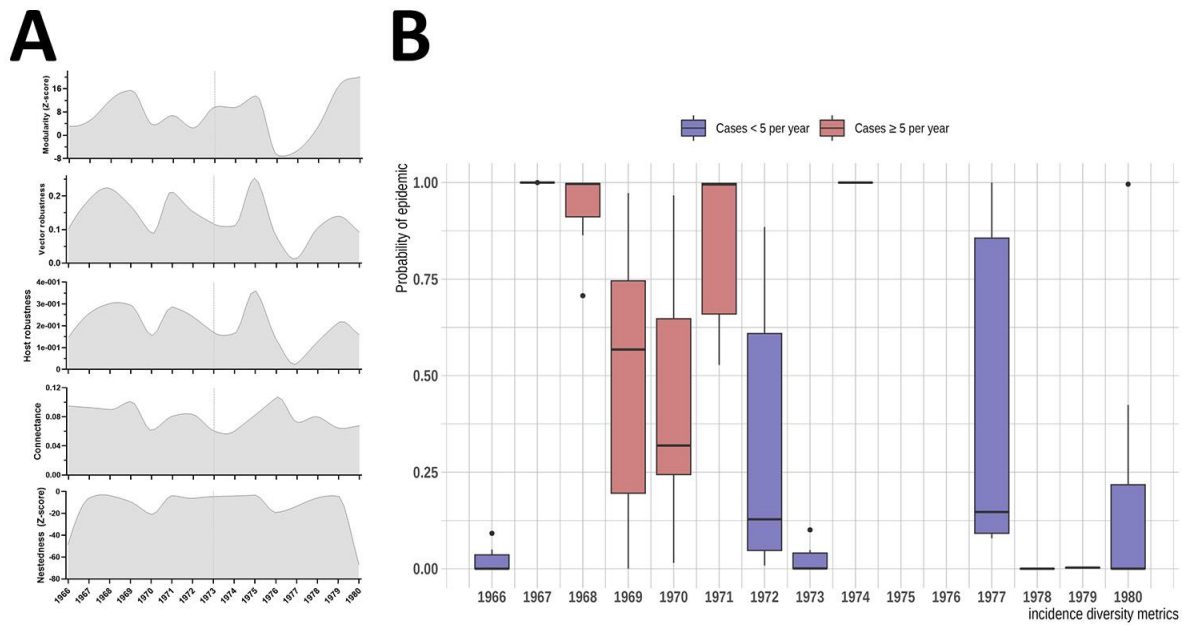 A
B
Modularity (Z-score)
16
8
0
-8
Vector robustness
0.2
0.1
0.0
Host robustness
4e-001
3e-001
2e-001
1e-001
0
Connectance
0.12
0.08
0.04
0.00
Nestedness (Z-score)
0
-20
-40
-60
-80
1966 1967 1968 1969 1970 1971 1972 1973 1974 1975 1976 1977 1978 1979 1980
Cases < 5 per year Cases ≥ 5 per year
Probability of epidemic
1.00
0.75
0.50
0.25
0.00
1966 1967 1968 1969 1970 1971 1972 1973 1974 1975 1976 1977 1978 1979 1980
incidence diversity metrics